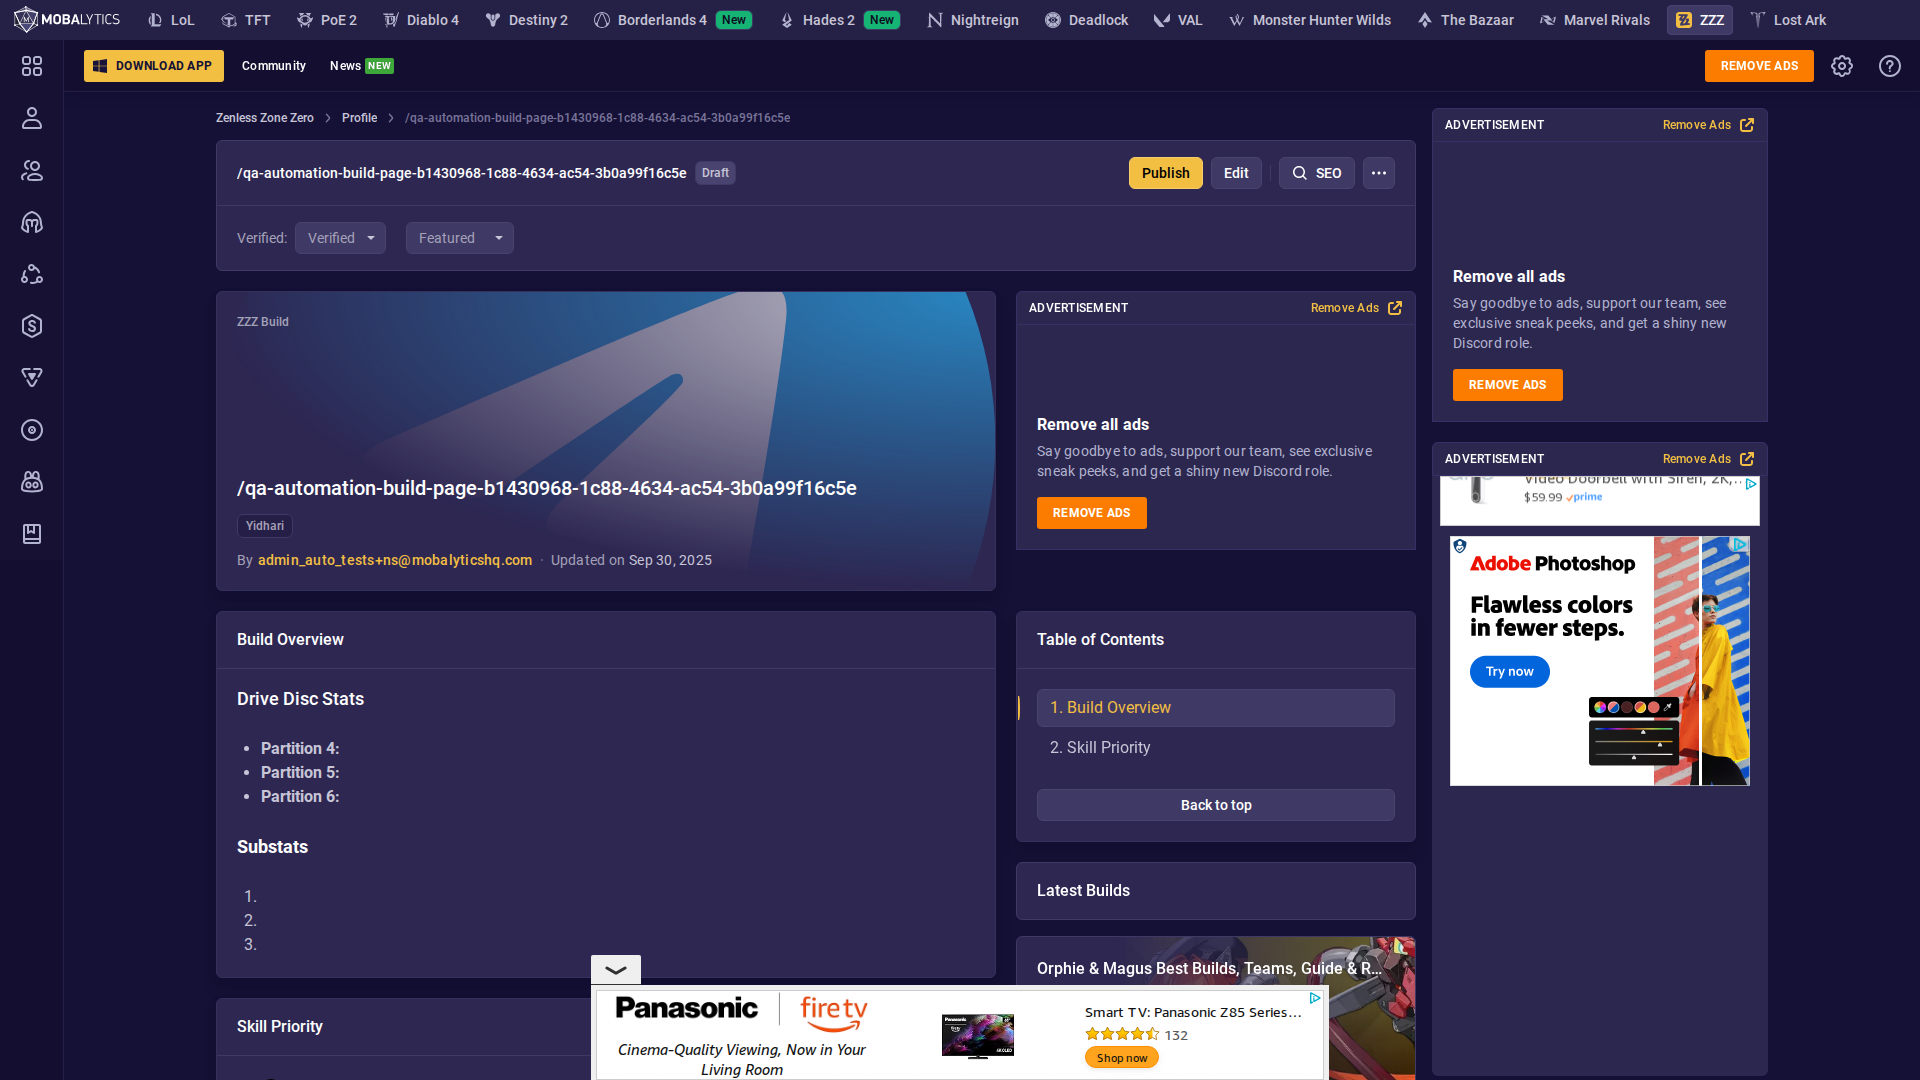 MOBALYTICS
LoL
TFT
PoE 2
Diablo 4
Destiny 2
Borderlands 4 New
Hades 2 New
Nightreign
Deadlock
VAL
Monster Hunter Wilds
The Bazaar
Marvel Rivals
ZZZ
Lost Ark
DOWNLOAD APP
Community
News NEW
REMOVE ADS
Zenless Zone Zero
Profile
/qa-automation-build-page-b1430968-1c88-4634-ac54-3b0a99f16c5e
/qa-automation-build-page-b1430968-1c88-4634-ac54-3b0a99f16c5e
Draft
Publish
Edit
SEO
Verified:
Verified
Featured
ZZZ Build
/qa-automation-build-page-b1430968-1c88-4634-ac54-3b0a99f16c5e
Yidhari
By admin_auto_tests+ns@mobalyticshq.com · Updated on Sep 30, 2025
ADVERTISEMENT
Remove Ads
Remove all ads
Say goodbye to ads, support our team, see exclusive
sneak peeks, and get a shiny new Discord role.
REMOVE ADS
Build Overview
Drive Disc Stats
• Partition 4:
• Partition 5:
• Partition 6:
Substats
1.
2.
3.
Skill Priority
Table of Contents
1. Build Overview
2. Skill Priority
Back to top
Latest Builds
Orphie & Magus Best Builds, Teams, Guide & R...
ADVERTISEMENT
Remove Ads
Remove all ads
Say goodbye to ads, support our team, see
exclusive sneak peeks, and get a shiny new
Discord role.
REMOVE ADS
ADVERTISEMENT
Remove Ads
Video Doorbell with Siren, 2K,...
$59.99 prime
Adobe Photoshop
Flawless colors
in fewer steps.
Try now
Panasonic
fire tv
Cinema-Quality Viewing, Now in Your
Living Room
Smart TV: Panasonic Z85 Series...
132
Shop now